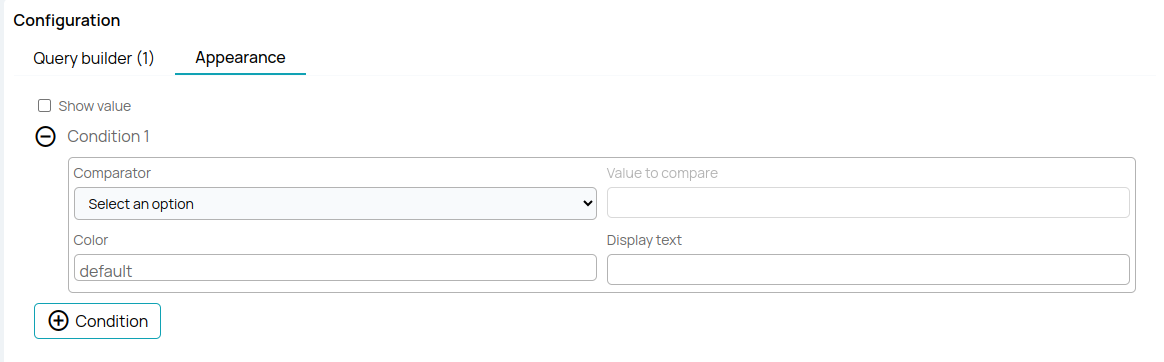 Configuration
Query builder (1) Appearance
Show value
Condition 1
Comparator Value to compare
Select an option
Color Display text
default
Condition